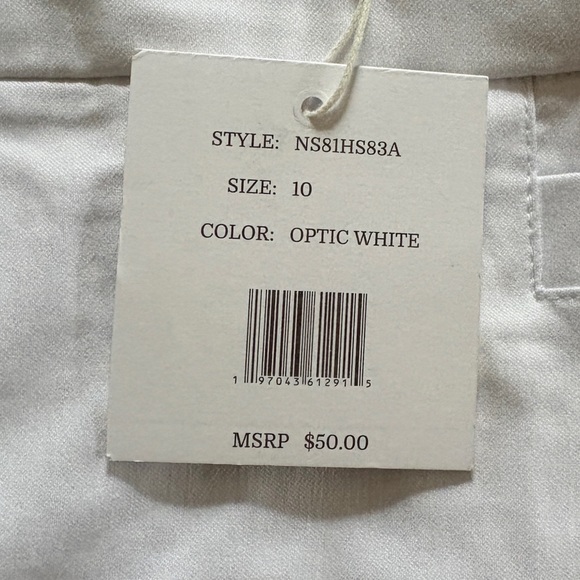 STYLE: NS81HS83A
SIZE: 10
COLOR: OPTIC WHITE
1 97043 61291 5
MSRP $50.00